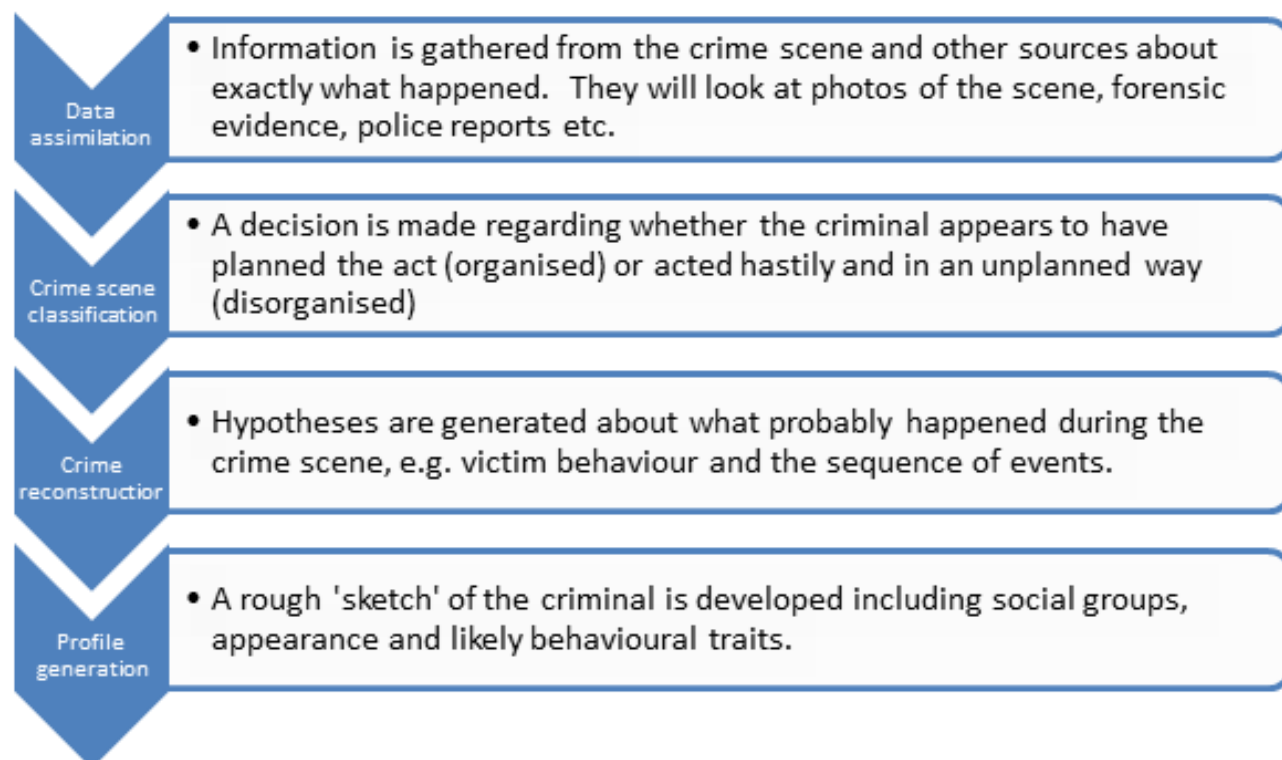 Data
assimilation
• Information is gathered from the crime scene and other sources about
exactly what happened. They will look at photos of the scene, forensic
evidence, police reports etc.
Crime scene
classification
• A decision is made regarding whether the criminal appears to have
planned the act (organised) or acted hastily and in an unplanned way
(disorganised)
Crime
reconstruction
• Hypotheses are generated about what probably happened during the
crime scene, e.g. victim behaviour and the sequence of events.
Profile
generation
• A rough 'sketch' of the criminal is developed including social groups,
appearance and likely behavioural traits.